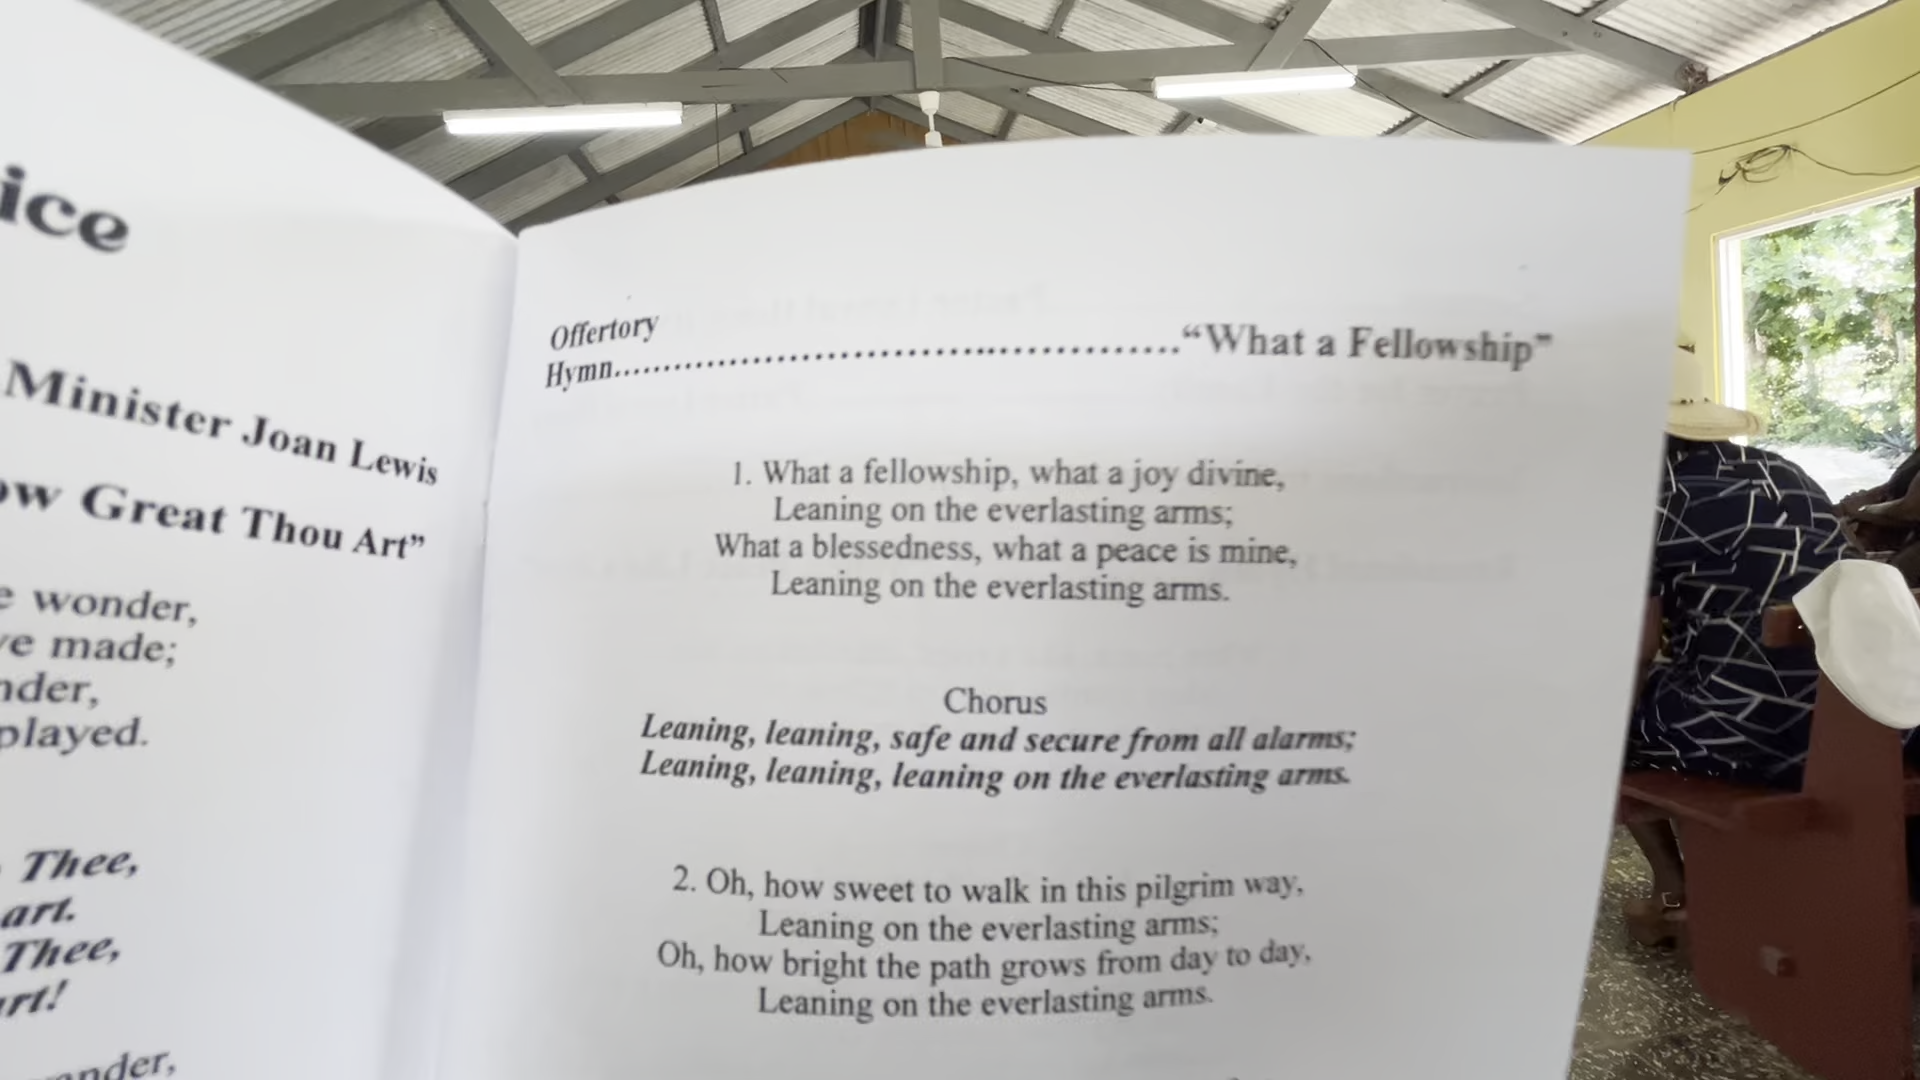 ice
Minister Joan Lewis
ow Great Thou Art”
e wonder,
ve made;
nder,
played.
Thee,
art.
Thee,
art!
onder,
Offertory
Hymn..........................................“What a Fellowship”
1. What a fellowship, what a joy divine,
Leaning on the everlasting arms;
What a blessedness, what a peace is mine,
Leaning on the everlasting arms.
Chorus
Leaning, leaning, safe and secure from all alarms;
Leaning, leaning, leaning on the everlasting arms.
2. Oh, how sweet to walk in this pilgrim way,
Leaning on the everlasting arms;
Oh, how bright the path grows from day to day,
Leaning on the everlasting arms.